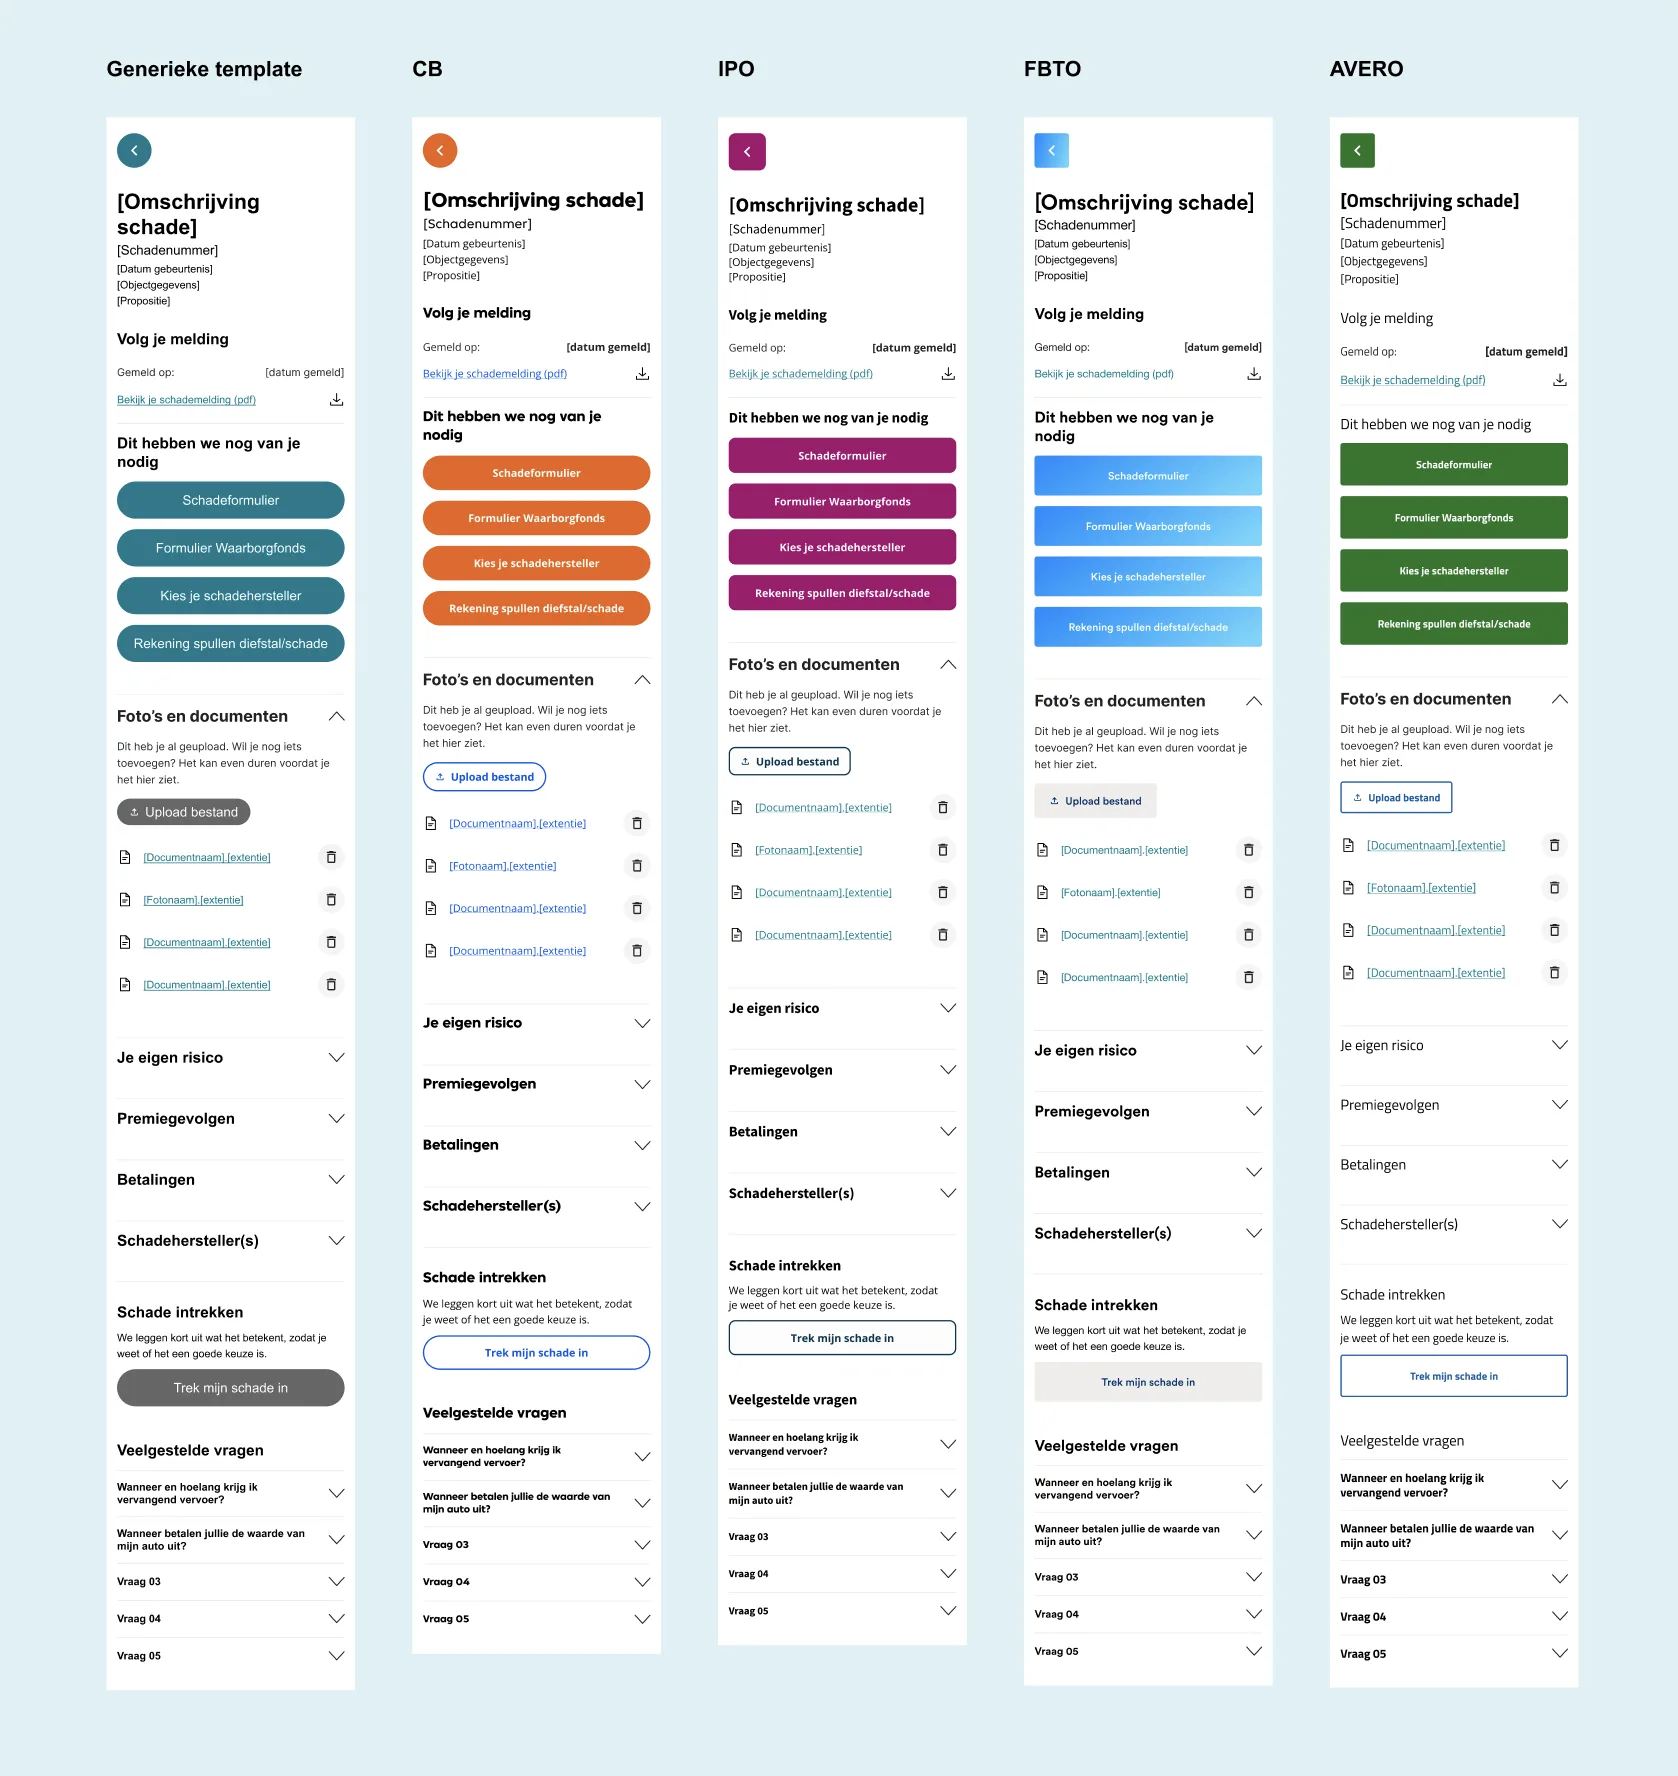 Generieke template
[Omschrijving
schade]
[Schadenummer]
[Datum gebeurtenis]
[Objectgegevens]
[Propositie]
Volg je melding
Gemeld op: [datum gemeld]
Bekijk je schademelding (pdf)
Dit hebben we nog van je
nodig
Schadeformulier
Formulier Waarborgfonds
Kies je schadehersteller
Rekening spullen diefstal/schade
Foto's en documenten
Dit heb je al geupload. Wil je nog iets
toevoegen? Het kan even duren voordat je
het hier ziet.
Upload bestand
[Documentnaam].[extentie]
[Fotonaam].[extentie]
[Documentnaam].[extentie]
[Documentnaam].[extentie]
Je eigen risico
Premiegevolgen
Betalingen
Schadehersteller(s)
Schade intrekken
We leggen kort uit wat het betekent, zodat je
weet of het een goede keuze is.
Trek mijn schade in
Veelgestelde vragen
Wanneer en hoelang krijg ik
vervangend vervoer?
Wanneer betalen jullie de waarde van
mijn auto uit?
Vraag 03
Vraag 04
Vraag 05
CB
[Omschrijving schade]
[Schadenummer]
[Datum gebeurtenis]
[Objectgegevens]
[Propositie]
Volg je melding
Gemeld op: [datum gemeld]
Bekijk je schademelding (pdf)
Dit hebben we nog van je
nodig
Schadeformulier
Formulier Waarborgfonds
Kies je schadehersteller
Rekening spullen diefstal/schade
Foto's en documenten
Dit heb je al geupload. Wil je nog iets
toevoegen? Het kan even duren voordat je
het hier ziet.
Upload bestand
[Documentnaam].[extentie]
[Fotonaam].[extentie]
[Documentnaam].[extentie]
[Documentnaam].[extentie]
Je eigen risico
Premiegevolgen
Betalingen
Schadehersteller(s)
Schade intrekken
We leggen kort uit wat het betekent, zodat
je weet of het een goede keuze is.
Trek mijn schade in
Veelgestelde vragen
Wanneer en hoelang krijg ik
vervangend vervoer?
Wanneer betalen jullie de waarde van
mijn auto uit?
Vraag 03
Vraag 04
Vraag 05
IPO
[Omschrijving schade]
[Schadenummer]
[Datum gebeurtenis]
[Objectgegevens]
[Propositie]
Volg je melding
Gemeld op: [datum gemeld]
Bekijk je schademelding (pdf)
Dit hebben we nog van je nodig
Schadeformulier
Formulier Waarborgfonds
Kies je schadehersteller
Rekening spullen diefstal/schade
Foto's en documenten
Dit heb je al geupload. Wil je nog iets
toevoegen? Het kan even duren voordat je
het hier ziet.
Upload bestand
[Documentnaam].[extentie]
[Fotonaam].[extentie]
[Documentnaam].[extentie]
[Documentnaam].[extentie]
Je eigen risico
Premiegevolgen
Betalingen
Schadehersteller(s)
Schade intrekken
We leggen kort uit wat het betekent, zodat
je weet of het een goede keuze is.
Trek mijn schade in
Veelgestelde vragen
Wanneer en hoelang krijg ik
vervangend vervoer?
Wanneer betalen jullie de waarde van
mijn auto uit?
Vraag 03
Vraag 04
Vraag 05
FBTO
[Omschrijving schade]
[Schadenummer]
[Datum gebeurtenis]
[Objectgegevens]
[Propositie]
Volg je melding
Gemeld op: [datum gemeld]
Bekijk je schademelding (pdf)
Dit hebben we nog van je
nodig
Schadeformulier
Formulier Waarborgfonds
Kies je schadehersteller
Rekening spullen diefstal/schade
Foto's en documenten
Dit heb je al geupload. Wil je nog iets
toevoegen? Het kan even duren voordat je
het hier ziet.
Upload bestand
[Documentnaam].[extentie]
[Fotonaam].[extentie]
[Documentnaam].[extentie]
[Documentnaam].[extentie]
Je eigen risico
Premiegevolgen
Betalingen
Schadehersteller(s)
Schade intrekken
We leggen kort uit wat het betekent, zodat je
weet of het een goede keuze is.
Trek mijn schade in
Veelgestelde vragen
Wanneer en hoelang krijg ik
vervangend vervoer?
Wanneer betalen jullie de waarde van
mijn auto uit?
Vraag 03
Vraag 04
Vraag 05
AVERO
[Omschrijving schade]
[Schadenummer]
[Datum gebeurtenis]
[Objectgegevens]
[Propositie]
Volg je melding
Gemeld op: [datum gemeld]
Bekijk je schademelding (pdf)
Dit hebben we nog van je nodig
Schadeformulier
Formulier Waarborgfonds
Kies je schadehersteller
Rekening spullen diefstal/schade
Foto's en documenten
Dit heb je al geupload. Wil je nog iets
toevoegen? Het kan even duren voordat je
het hier ziet.
Upload bestand
[Documentnaam].[extentie]
[Fotonaam].[extentie]
[Documentnaam].[extentie]
[Documentnaam].[extentie]
Je eigen risico
Premiegevolgen
Betalingen
Schadehersteller(s)
Schade intrekken
We leggen kort uit wat het betekent, zodat
je weet of het een goede keuze is.
Trek mijn schade in
Veelgestelde vragen
Wanneer en hoelang krijg ik
vervangend vervoer?
Wanneer betalen jullie de waarde van
mijn auto uit?
Vraag 03
Vraag 04
Vraag 05